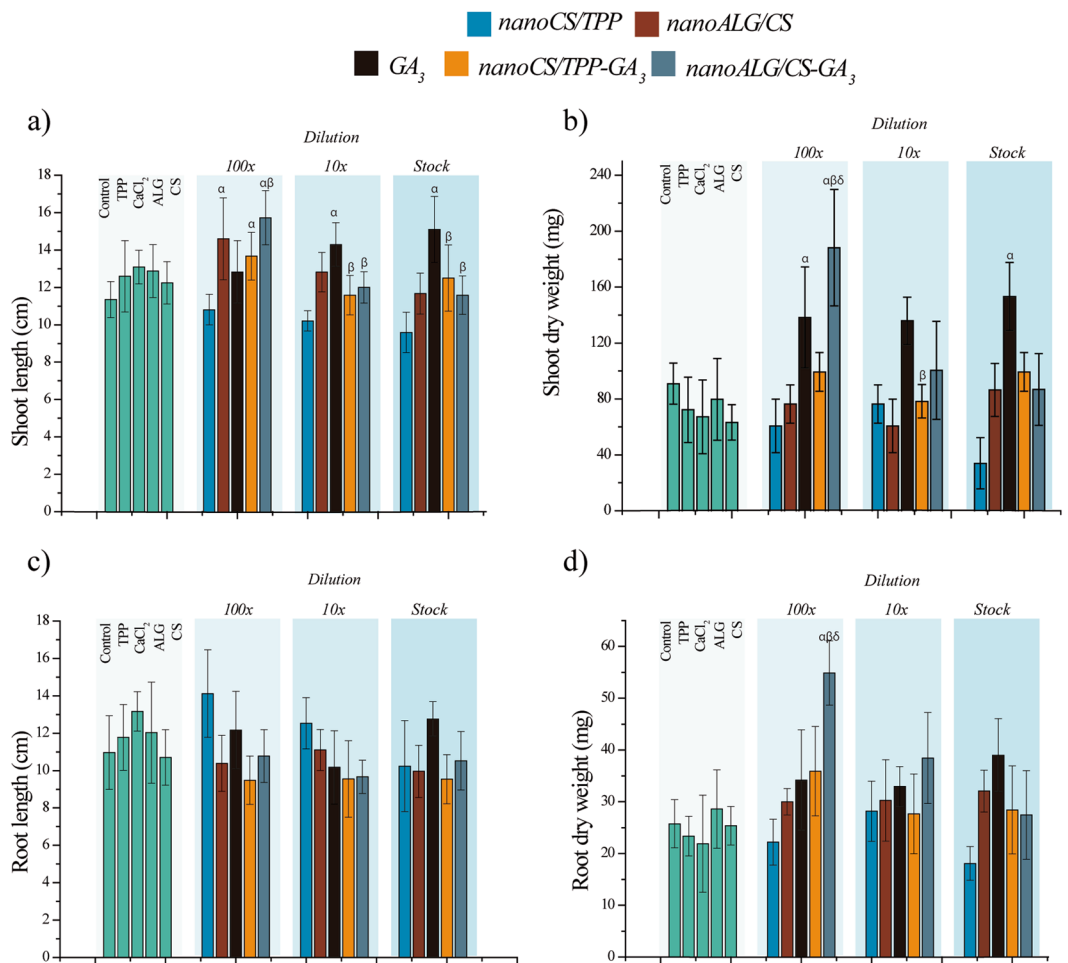 nanoCS/TPP nanoALG/CS
GA₃ nanoCS/TPP-GA₃ nanoALG/CS-GA₃
a)
Dilution
100x 10x Stock
Control
TPP
CaCl₂
ALG
CS
Shoot length (cm)
18
16
14
12
10
8
6
4
2
0
α
α
αβ
α
β
β
α
β
β
b)
Dilution
100x 10x Stock
Control
TPP
CaCl₂
ALG
CS
Shoot dry weight (mg)
240
200
160
120
80
40
0
α
αβδ
β
α
c)
Dilution
100x 10x Stock
Control
TPP
CaCl₂
ALG
CS
Root length (cm)
18
16
14
12
10
8
6
4
2
0
d)
Dilution
100x 10x Stock
Control
TPP
CaCl₂
ALG
CS
Root dry weight (mg)
60
50
40
30
20
10
0
αβδ